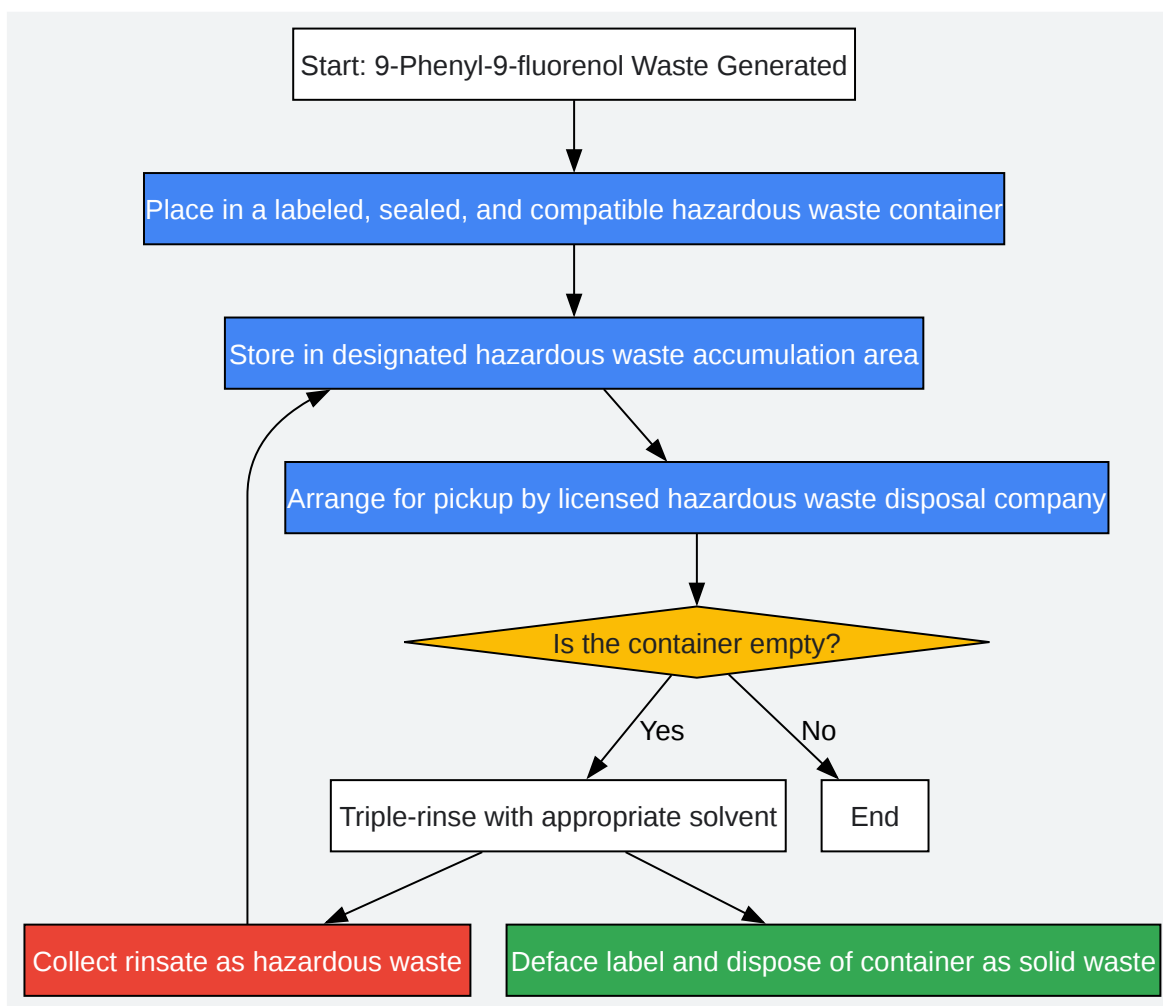 Start: 9-Phenyl-9-fluorenol Waste Generated
Place in a labeled, sealed, and compatible hazardous waste container
Store in designated hazardous waste accumulation area
Arrange for pickup by licensed hazardous waste disposal company
Is the container empty?
Yes
No
Triple-rinse with appropriate solvent
End
Collect rinsate as hazardous waste
Deface label and dispose of container as solid waste